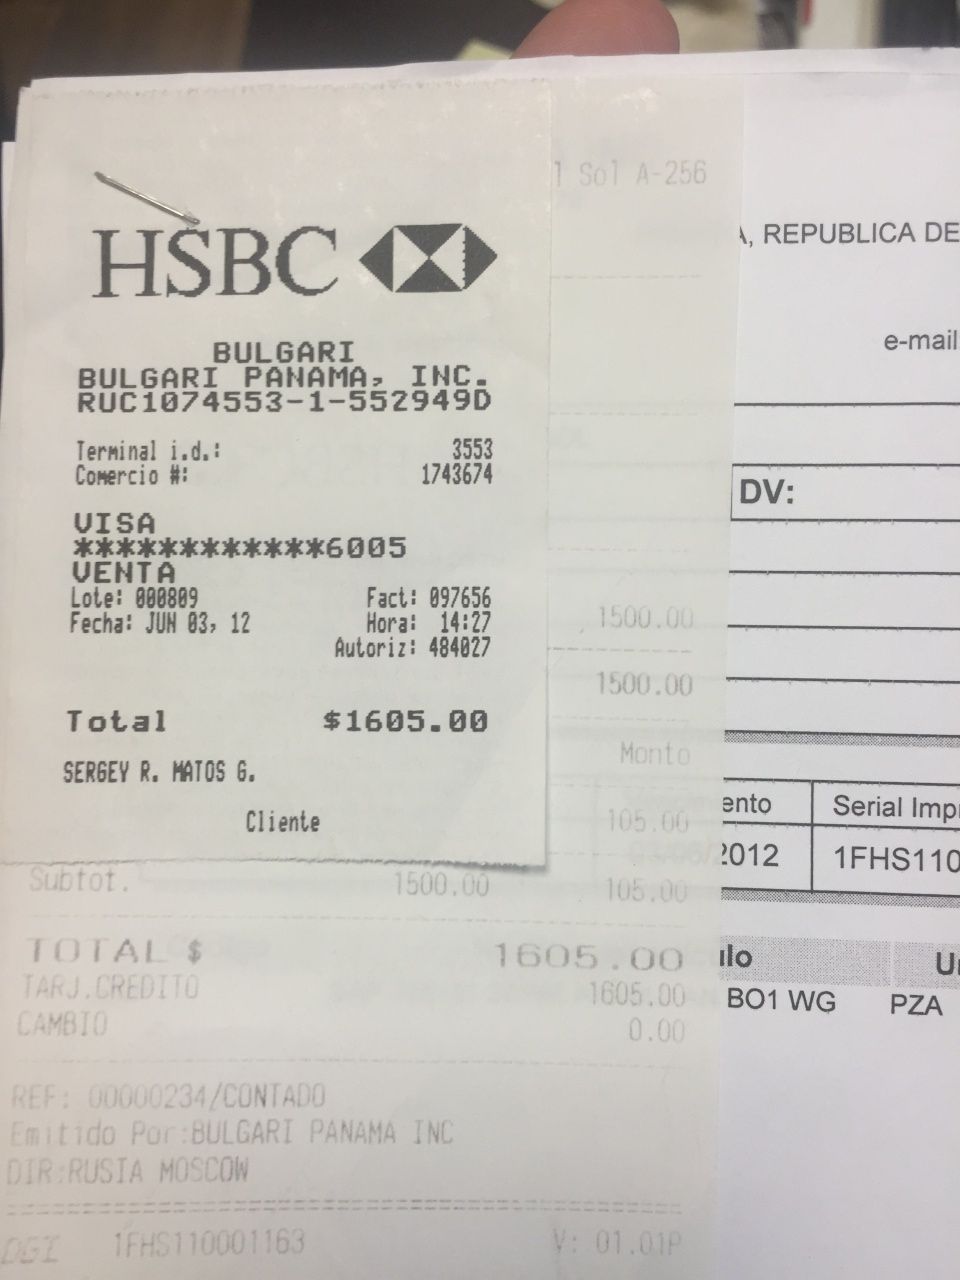 HSBC
BULGARI
BULGARI PANAMA, INC.
RUC1074553-1-552949D
Terminal i.d.: 3553
Comercio #: 1743674
VISA
************6005
VENTA
Lote: 000809 Fact: 097656
Fecha: JUN 03, 12 Hora: 14:27
Autoriz: 484027
Total $1605.00
SERGEY R. MATOS G.
Cliente
Sol A-256
1500.00
1500.00
Monto
105.00
Subtot. 1500.00 105.00
TOTAL $ 1605.00
TARJ.CREDITO 1605.00
CAMBIO 0.00
REF: 00000234/CONTADO
Emitido Por:BULGARI PANAMA INC
DIR:RUSIA MOSCOW
DGI 1FHS110001163 V: 01.01P
, REPUBLICA DE
e-mail
DV:
ento Serial Impr
2012 1FHS110
ulo Un
BO1 WG PZA